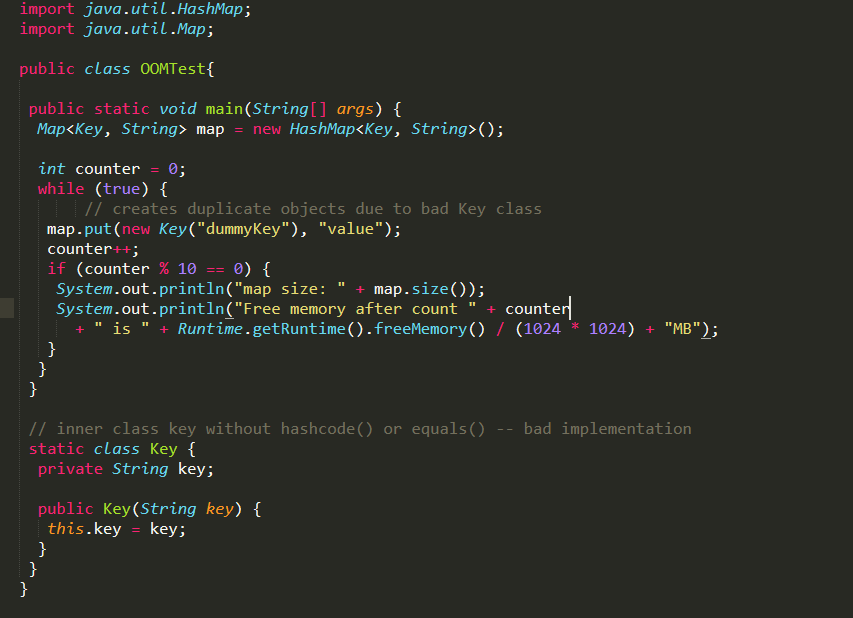 import java.util.HashMap;
import java.util.Map;
public class OOMTest{
public static void main(String[] args) {
Map<Key, String> map = new HashMap<Key, String>();
int counter = 0;
while (true) {
// creates duplicate objects due to bad Key class
map.put(new Key("dummyKey"), "value");
counter++;
if (counter % 10 == 0) {
System.out.println("map size: " + map.size());
System.out.println("Free memory after count " + counter
+ " is " + Runtime.getRuntime().freeMemory() / (1024 * 1024) + "MB");
}
}
}
// inner class key without hashcode() or equals() -- bad implementation
static class Key {
private String key;
public Key(String key) {
this.key = key;
}
}
}